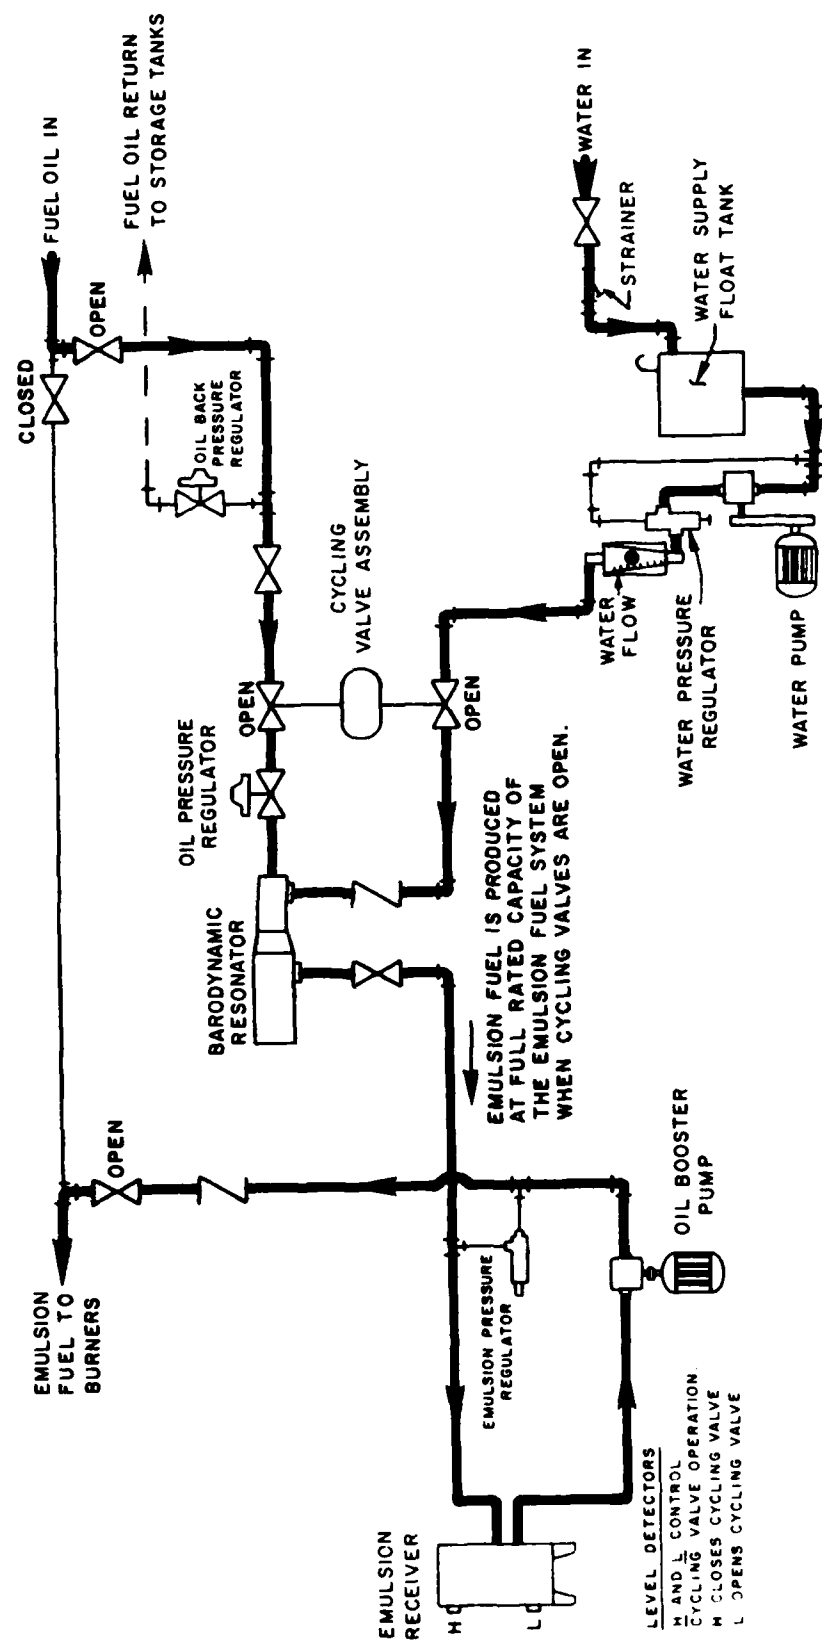 FUEL OIL IN
FUEL OIL RETURN
TO STORAGE TANKS
CLOSED
OPEN
OIL BACK
PRESSURE
REGULATOR
WATER IN
STRAINER
WATER SUPPLY
FLOAT TANK
CYCLING
VALVE ASSEMBLY
OPEN
OPEN
WATER
FLOW
WATER PRESSURE
REGULATOR
WATER PUMP
OIL PRESSURE
REGULATOR
BARODYNAMIC
RESONATOR
EMULSION FUEL IS PRODUCED
AT FULL RATED CAPACITY OF
THE EMULSION FUEL SYSTEM
WHEN CYCLING VALVES ARE OPEN.
OPEN
EMULSION
FUEL TO
BURNERS
EMULSION PRESSURE
REGULATOR
OIL BOOSTER
PUMP
EMULSION
RECEIVER
H
L
LEVEL DETECTORS
H AND L CONTROL
CYCLING VALVE OPERATION.
H CLOSES CYCLING VALVE
L OPENS CYCLING VALVE